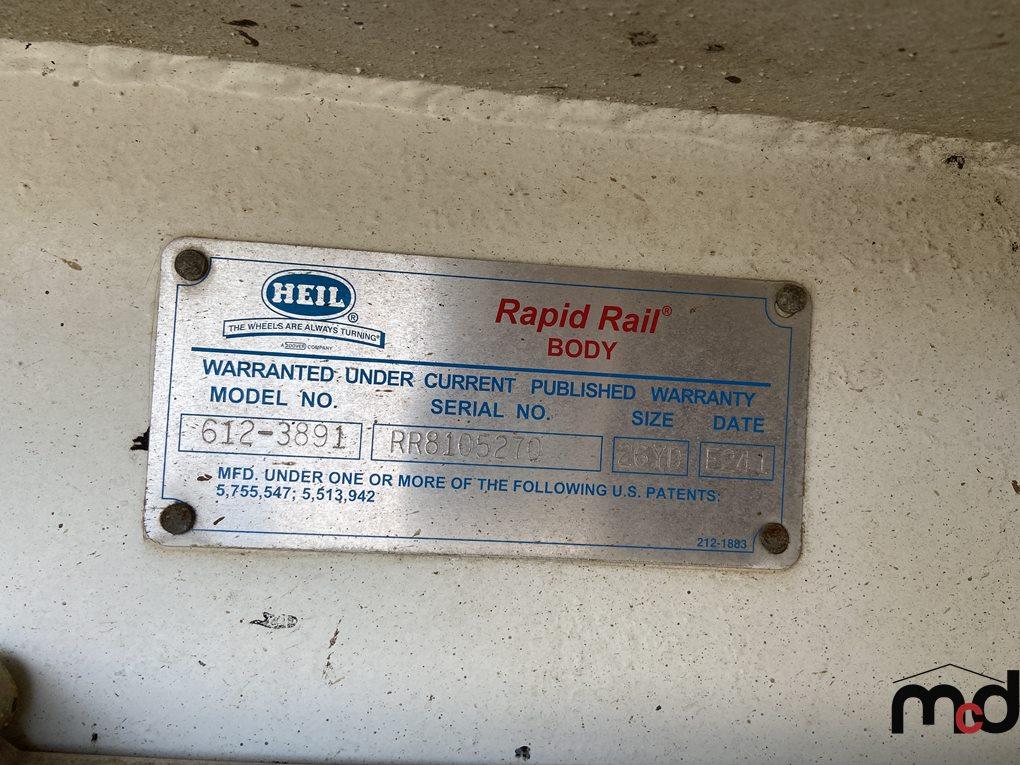 HEIL®
THE WHEELS ARE ALWAYS TURNING®
A DOVER COMPANY
Rapid Rail®
BODY
WARRANTED UNDER CURRENT PUBLISHED WARRANTY
MODEL NO. SERIAL NO. SIZE DATE
612-3891 RR8105270 26YD
MFD. UNDER ONE OR MORE OF THE FOLLOWING U.S. PATENTS:
5,755,547; 5,513,942
212-1883
mcd